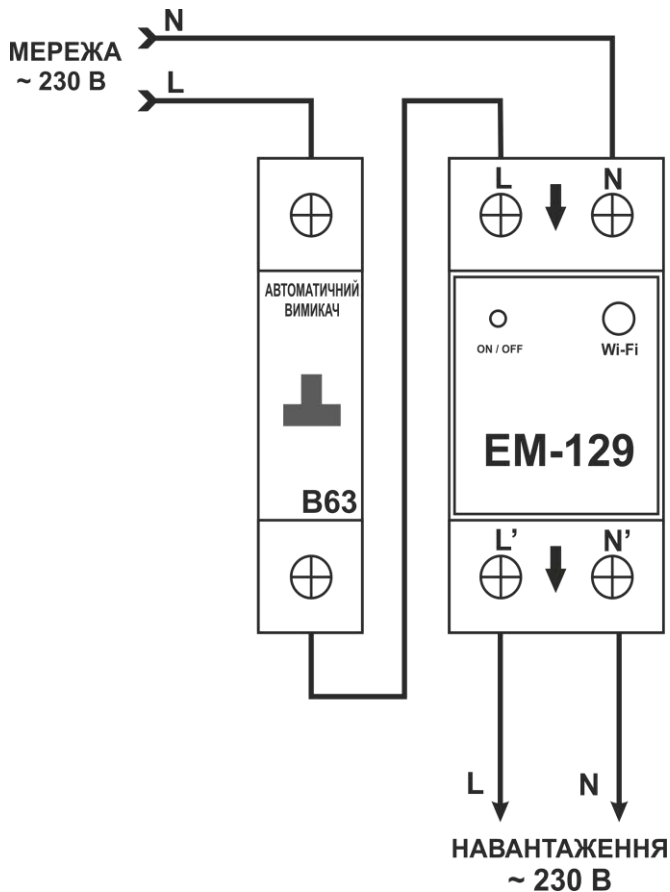 N
МЕРЕЖА
~ 230 В
L
L
N
АВТОМАТИЧНИЙ
ВИМИКАЧ
ON / OFF
Wi-Fi
EM-129
B63
L’
N’
L
N
НАВАНТАЖЕННЯ
~ 230 В